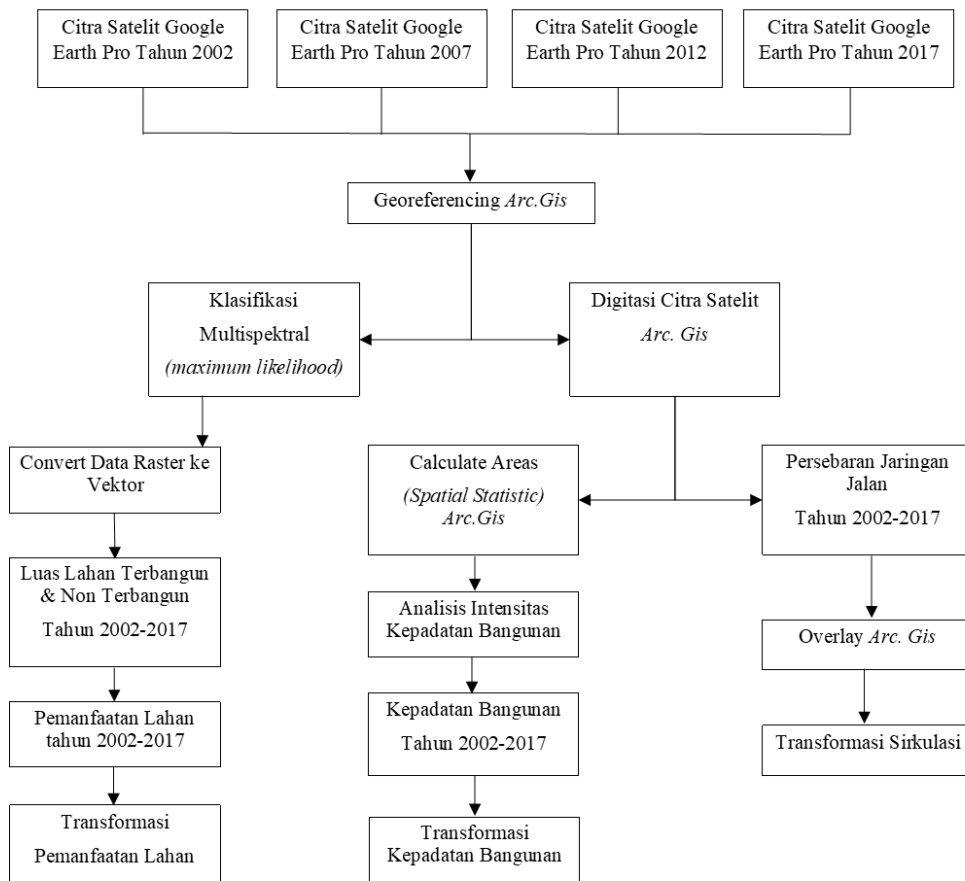 Citra Satelit Google
Earth Pro Tahun 2002
Citra Satelit Google
Earth Pro Tahun 2007
Citra Satelit Google
Earth Pro Tahun 2012
Citra Satelit Google
Earth Pro Tahun 2017
Georeferencing Arc.Gis
Klasifikasi
Multispektral
(maximum likelihood)
Digitasi Citra Satelit
Arc. Gis
Convert Data Raster ke
Vektor
Calculate Areas
(Spatial Statistic)
Arc.Gis
Persebaran Jaringan
Jalan
Tahun 2002-2017
Luas Lahan Terbangun
& Non Terbangun
Tahun 2002-2017
Analisis Intensitas
Kepadatan Bangunan
Overlay Arc. Gis
Pemanfaatan Lahan
tahun 2002-2017
Kepadatan Bangunan
Tahun 2002-2017
Transformasi Sirkulasi
Transformasi
Pemanfaatan Lahan
Transformasi
Kepadatan Bangunan